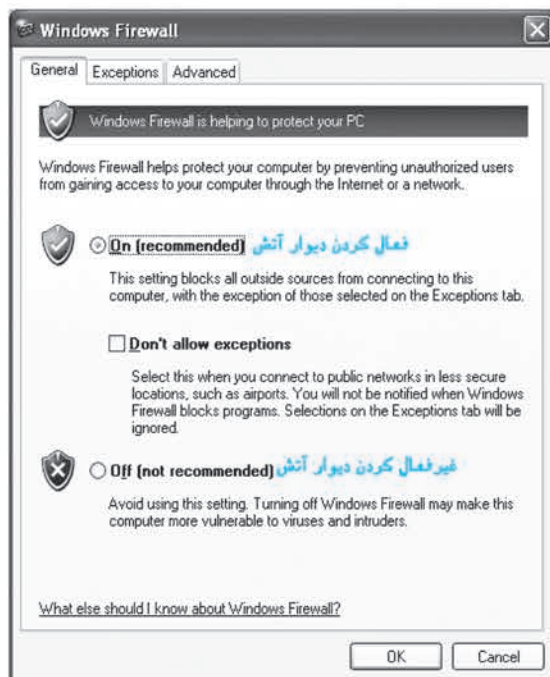 Windows Firewall
General Exceptions Advanced
Windows Firewall is helping to protect your PC
Windows Firewall helps protect your computer by preventing unauthorized users
from gaining access to your computer through the Internet or a network.
On (recommended) فعال کردن دیوار آتش
This setting blocks all outside sources from connecting to this
computer, with the exception of those selected on the Exceptions tab.
Don't allow exceptions
Select this when you connect to public networks in less secure
locations, such as airports. You will not be notified when Windows
Firewall blocks programs. Selections on the Exceptions tab will be
ignored.
Off (not recommended) غیرفعال کردن دیوار آتش
Avoid using this setting. Turning off Windows Firewall may make this
computer more vulnerable to viruses and intruders.
What else should I know about Windows Firewall?
OK Cancel